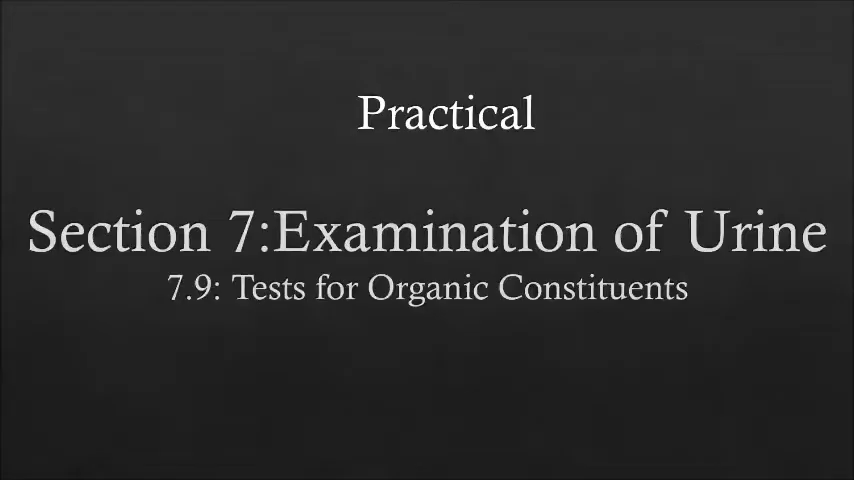 Practical
Section 7:Examination of Urine
7.9: Tests for Organic Constituents